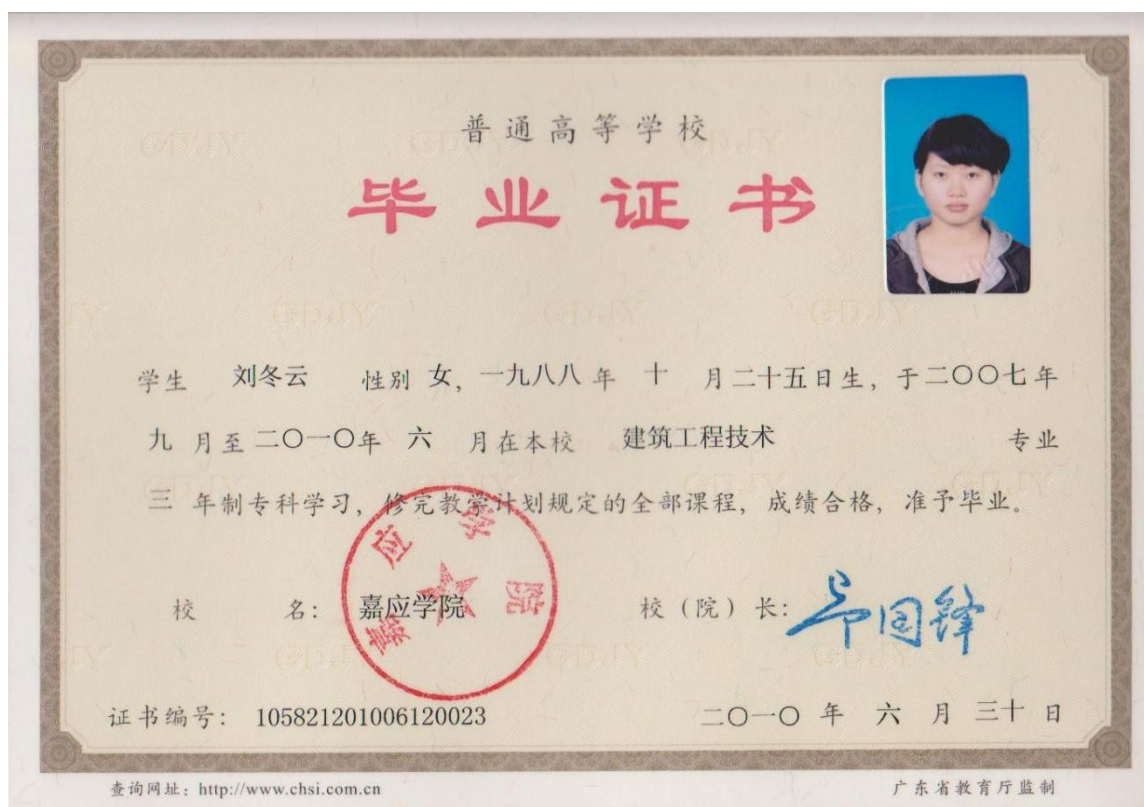 普通高等学校
毕业证书
学生 刘冬云 性别 女，一九八八年 十 月二十五日生，于二〇〇七年
九 月至二〇一〇年 六 月在本校 建筑工程技术 专业
三 年制专科学习，修完教学计划规定的全部课程，成绩合格，准予毕业。
校 名：嘉应学院 校（院）长：
嘉应学院
证书编号：105821201006120023 二〇一〇 年 六 月 三十 日
查询网址：http://www.chsi.com.cn 广东省教育厅监制